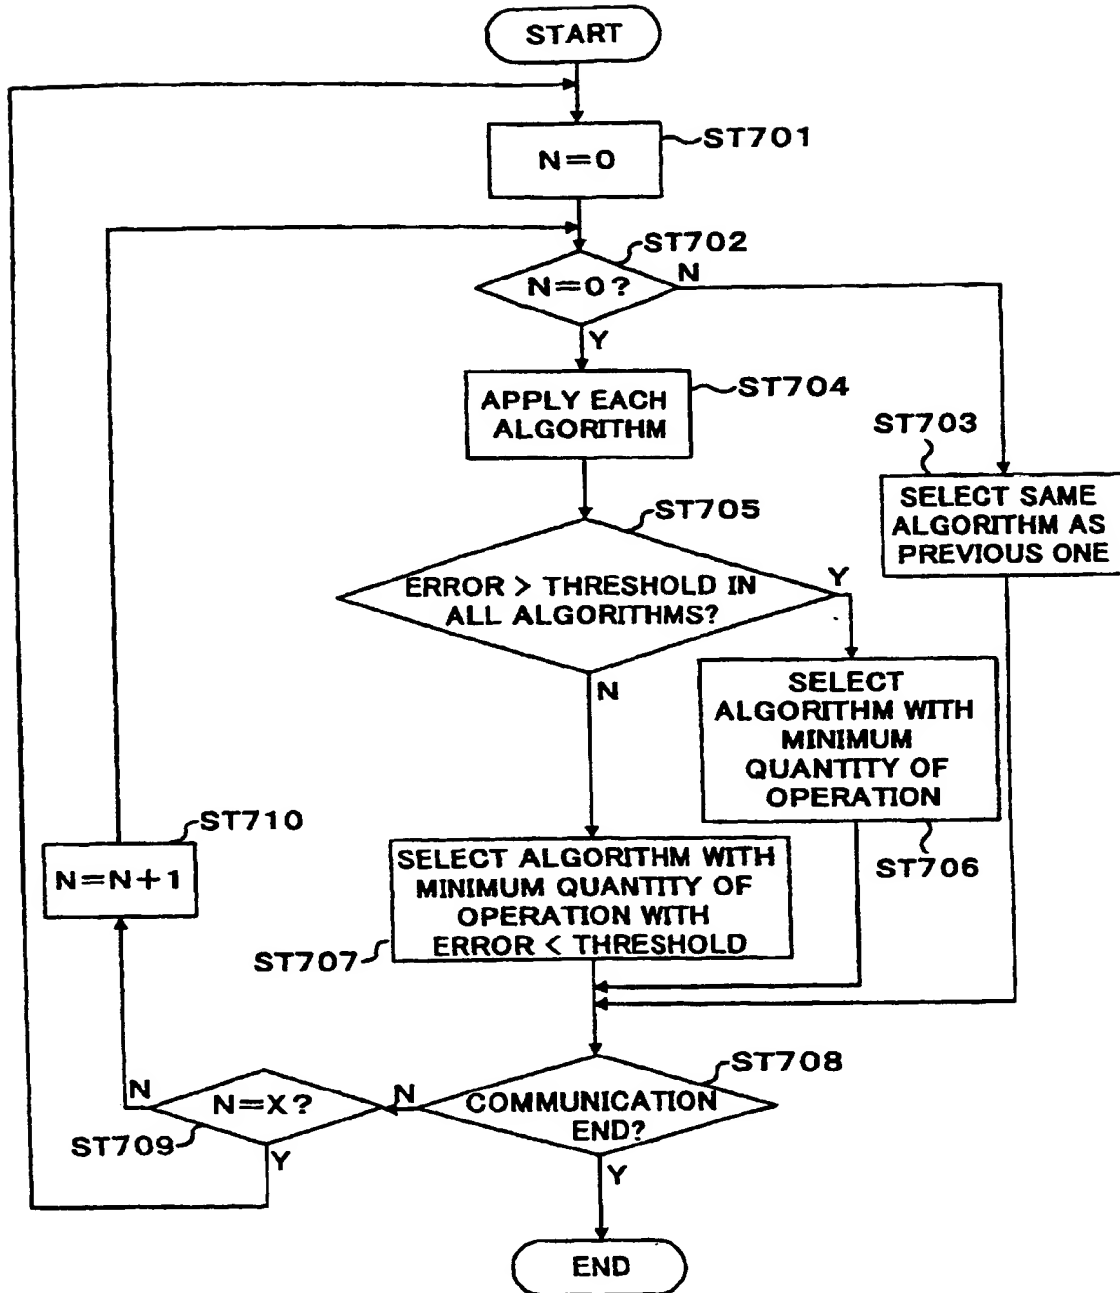 START
ST701
N=0
ST702
N=0?
N
Y
ST704
APPLY EACH
ALGORITHM
ST703
SELECT SAME
ALGORITHM AS
PREVIOUS ONE
ST705
ERROR > THRESHOLD IN
ALL ALGORITHMS?
Y
N
SELECT
ALGORITHM WITH
MINIMUM
QUANTITY OF
OPERATION
ST706
ST710
N=N+1
SELECT ALGORITHM WITH
MINIMUM QUANTITY OF
OPERATION WITH
ERROR < THRESHOLD
ST707
ST708
COMMUNICATION
END?
N
Y
N=X?
N
ST709
Y
END